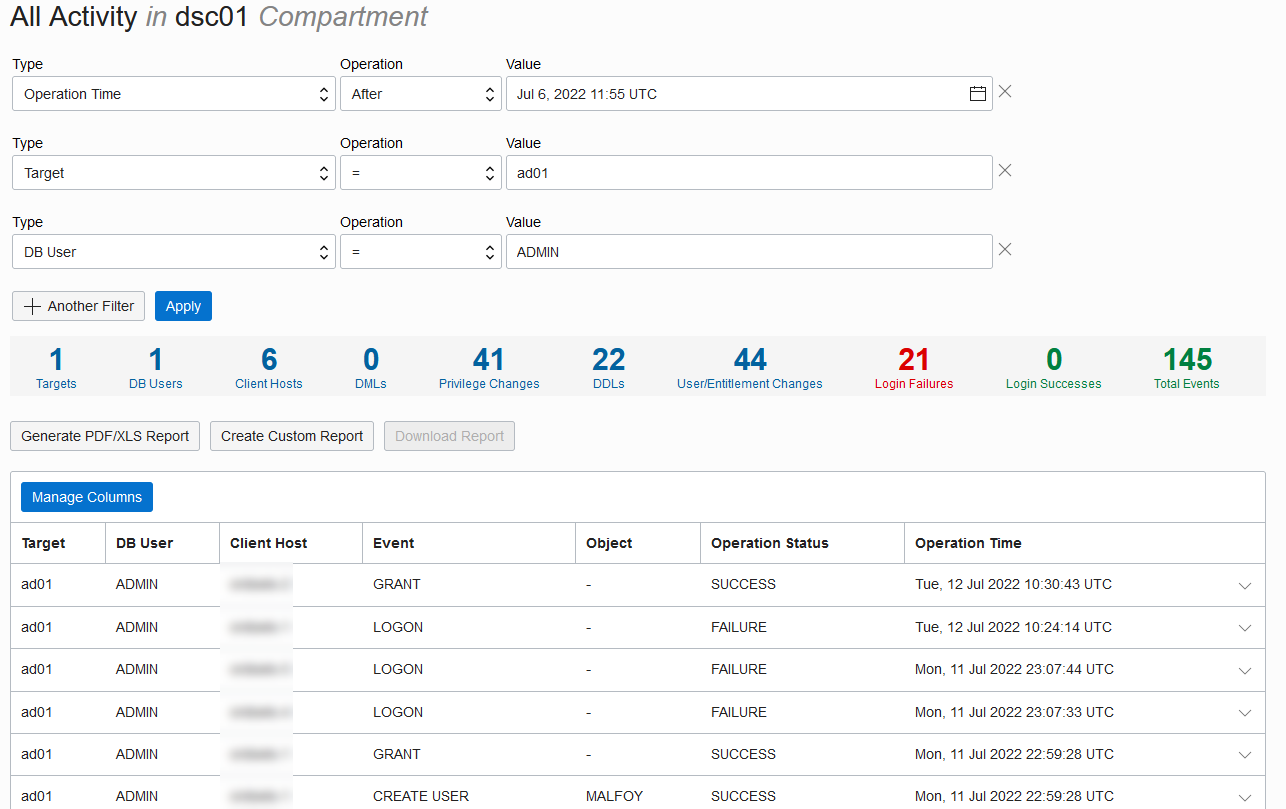 All Activity in dsc01 Compartment
Type Operation Value
Operation Time After Jul 6, 2022 11:55 UTC
Type Operation Value
Target = ad01
Type Operation Value
DB User = ADMIN
Another Filter Apply
1 1 6 0 41 22 44 21 0 145
Targets DB Users Client Hosts DMLs Privilege Changes DDLs User/Entitlement Changes Login Failures Login Successes Total Events
Generate PDF/XLS Report Create Custom Report Download Report
Manage Columns
Target DB User Client Host Event Object Operation Status Operation Time
ad01 ADMIN GRANT - SUCCESS Tue, 12 Jul 2022 10:30:43 UTC
ad01 ADMIN LOGON - FAILURE Tue, 12 Jul 2022 10:24:14 UTC
ad01 ADMIN LOGON - FAILURE Mon, 11 Jul 2022 23:07:44 UTC
ad01 ADMIN LOGON - FAILURE Mon, 11 Jul 2022 23:07:33 UTC
ad01 ADMIN GRANT - SUCCESS Mon, 11 Jul 2022 22:59:28 UTC
ad01 ADMIN CREATE USER MALFOY SUCCESS Mon, 11 Jul 2022 22:59:28 UTC